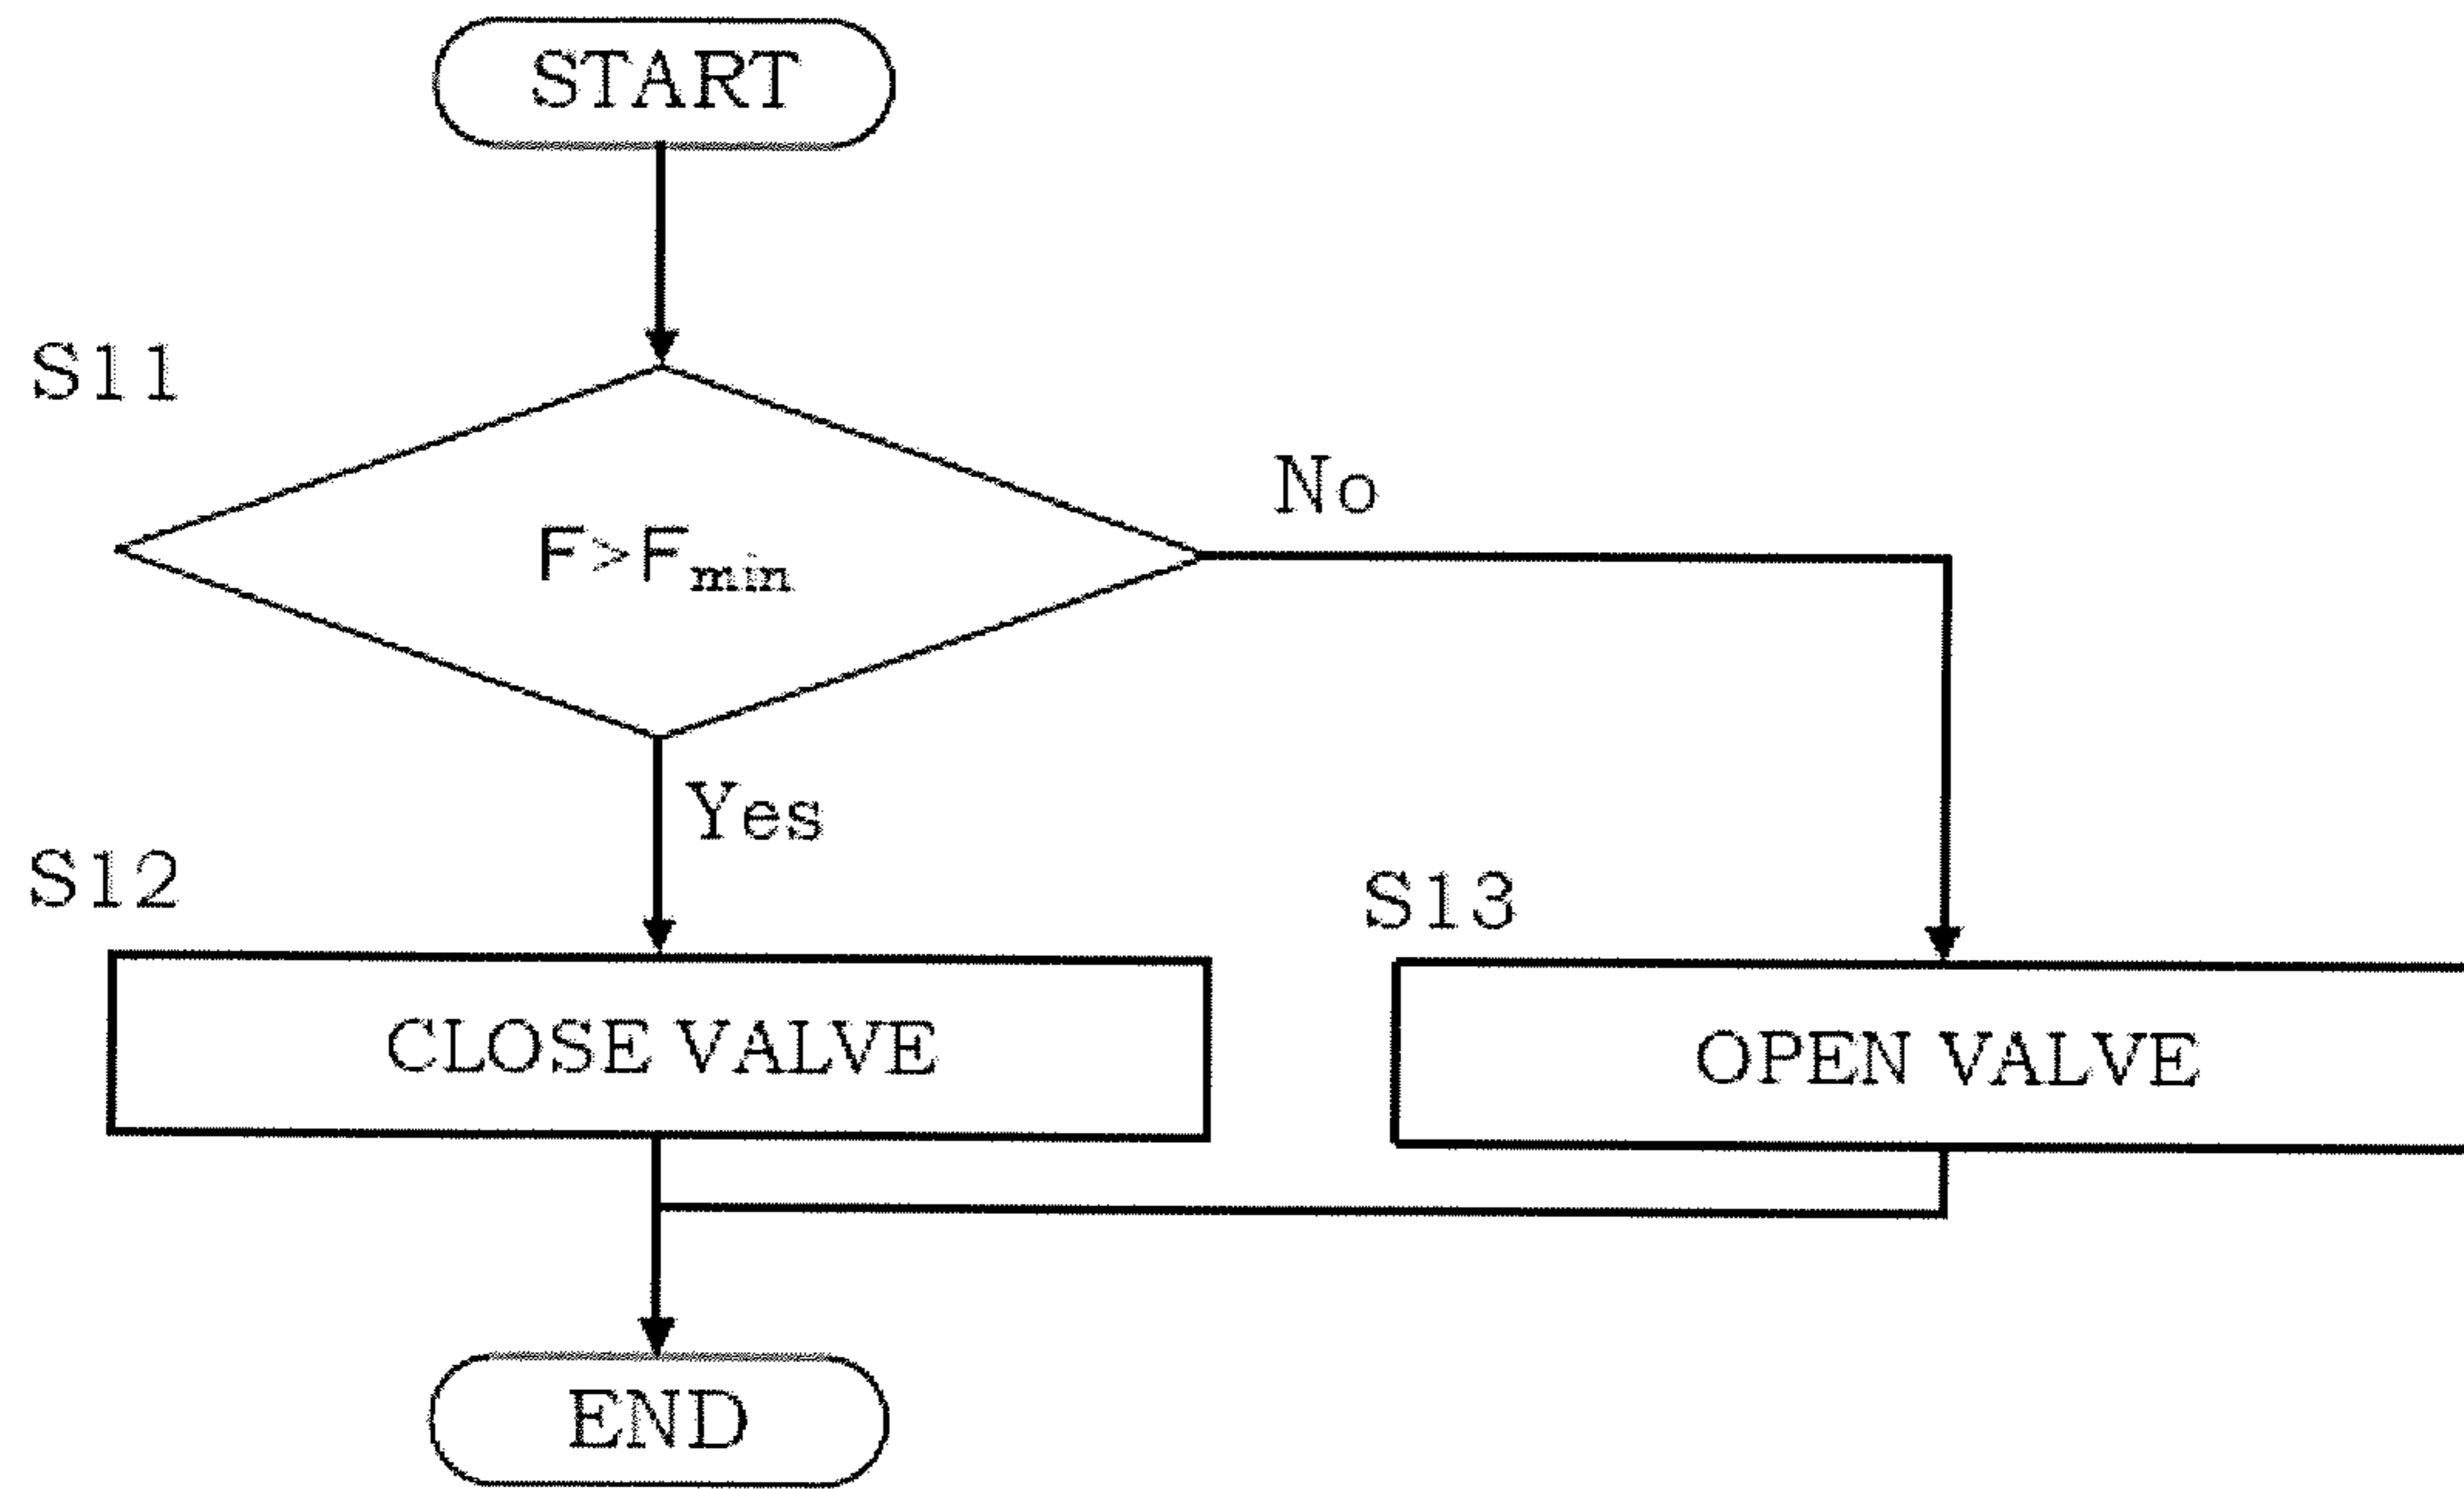 START
S11
F>Fmin
No
Yes
S12
S13
CLOSE VALVE
OPEN VALVE
END